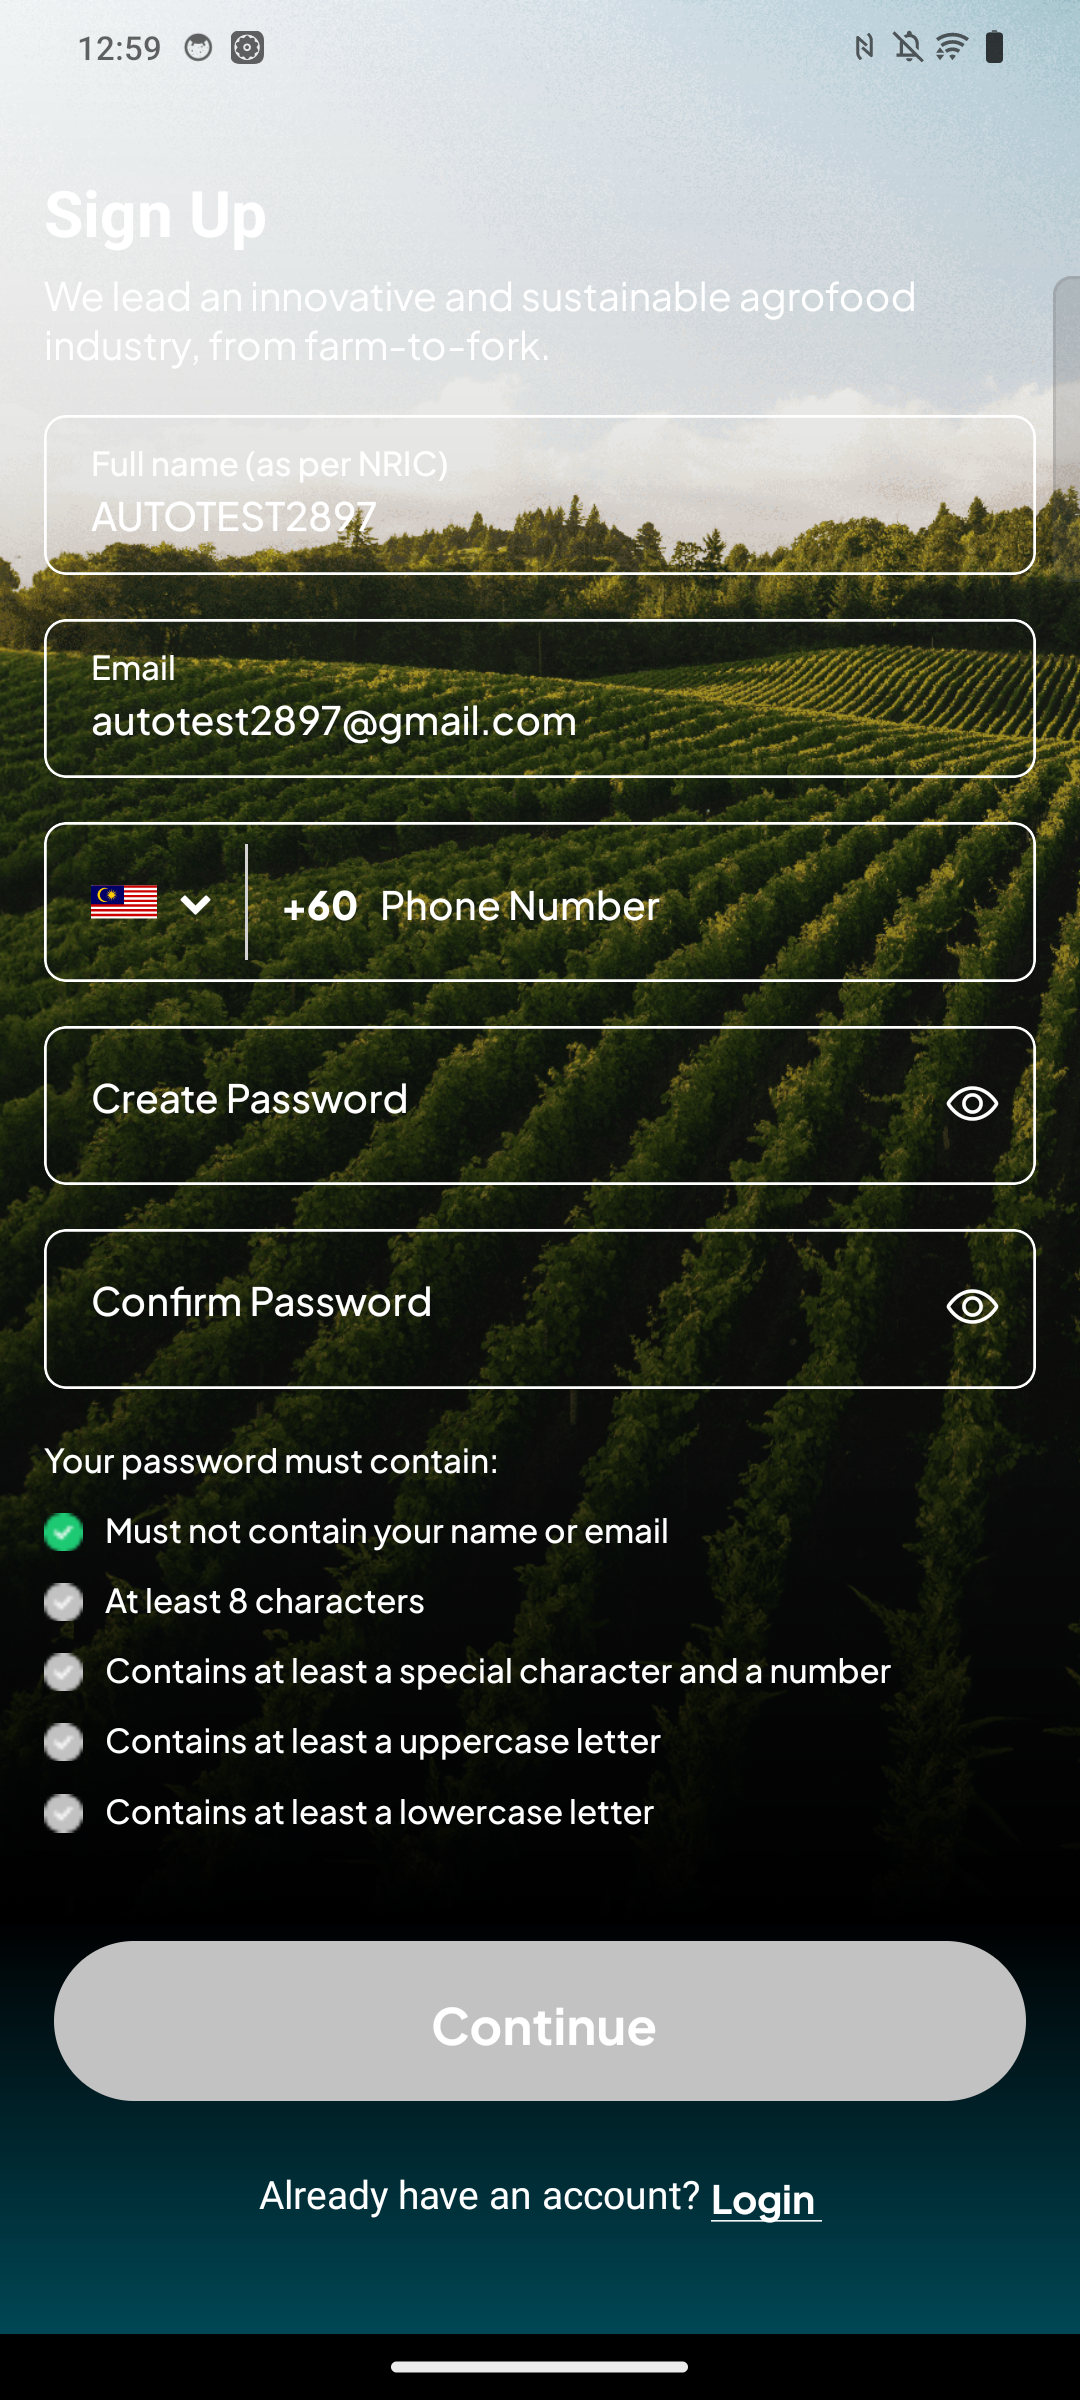 12:59
Sign Up
We lead an innovative and sustainable agrofood
industry, from farm-to-fork.
Full name (as per NRIC)
AUTOTEST2897
Email
autotest2897@gmail.com
+60 Phone Number
Create Password
Confirm Password
Your password must contain:
Must not contain your name or email
At least 8 characters
Contains at least a special character and a number
Contains at least a uppercase letter
Contains at least a lowercase letter
Continue
Already have an account? Login